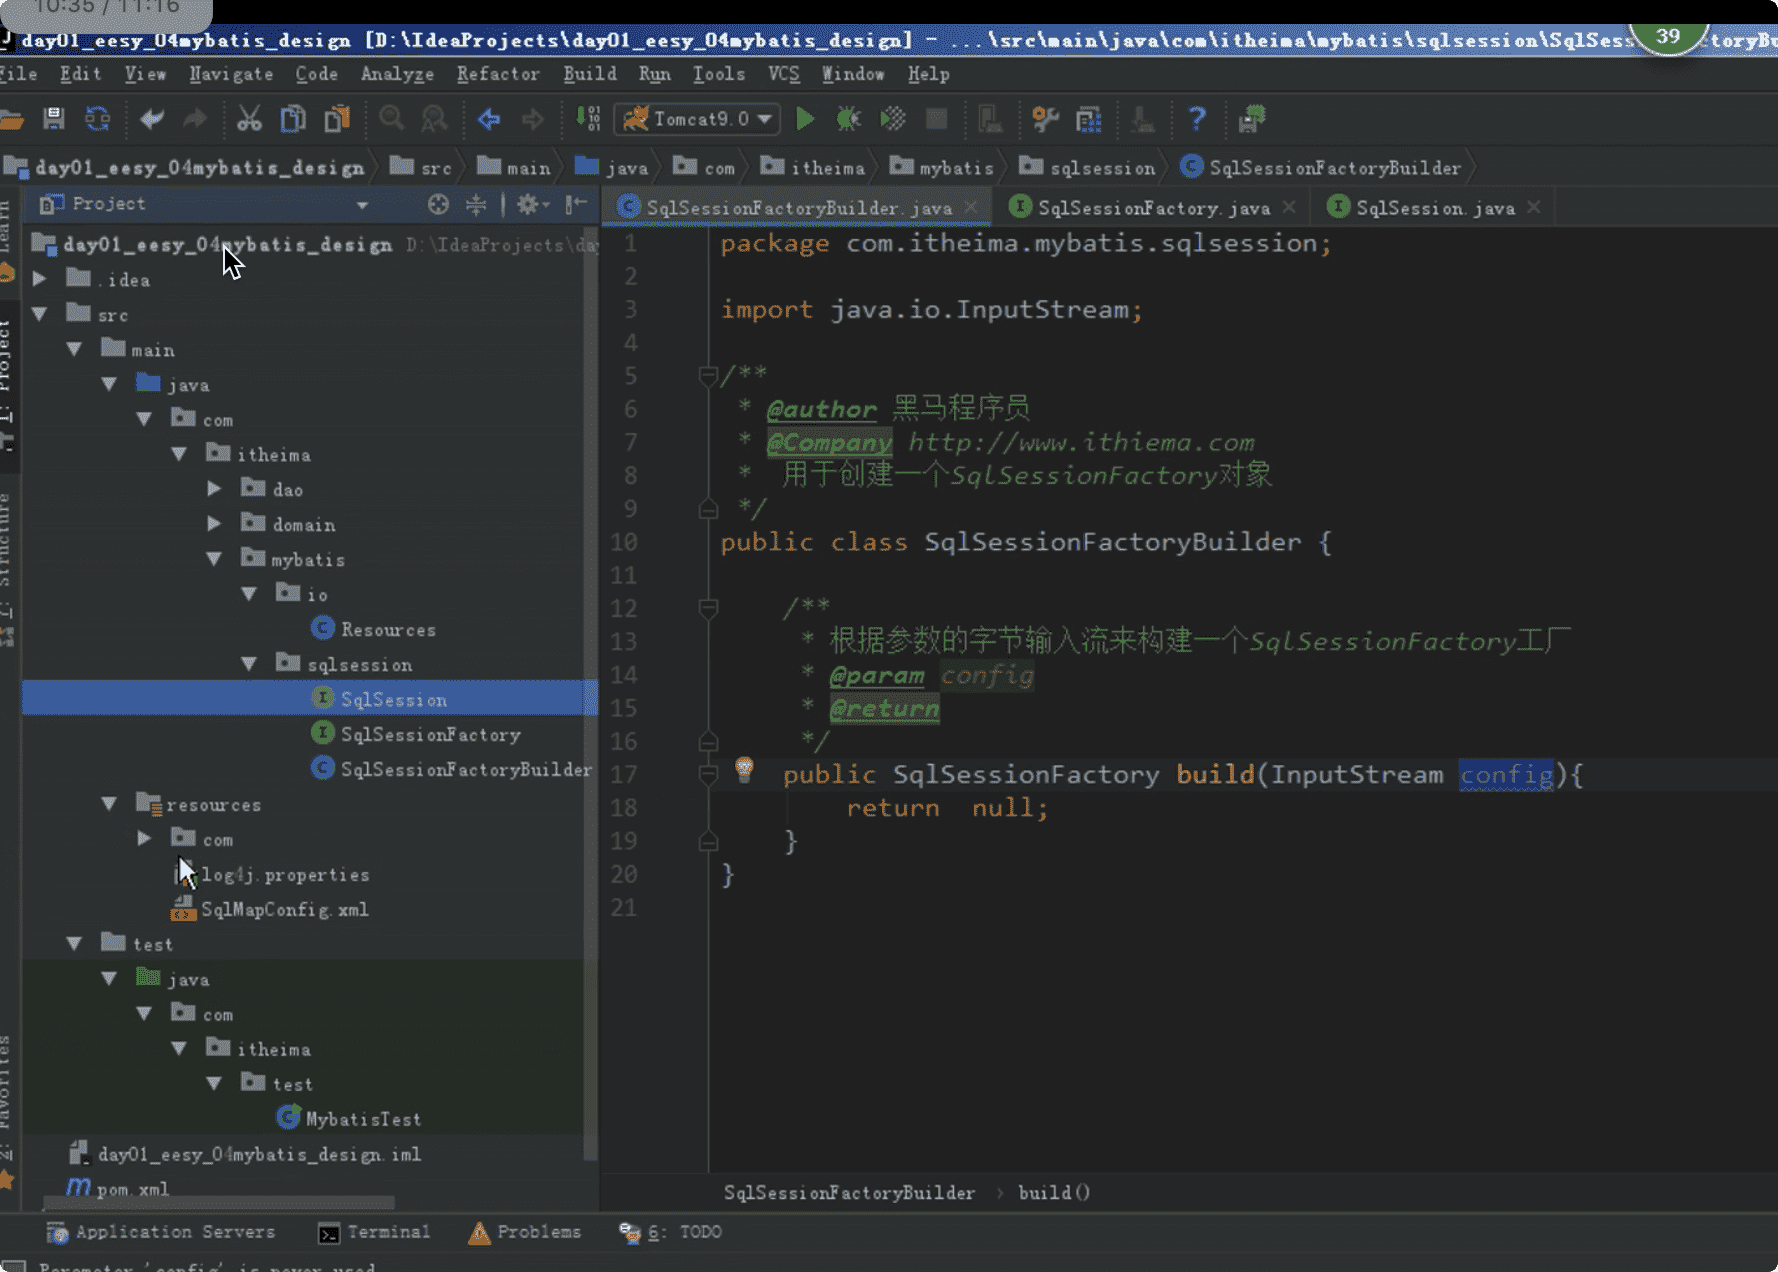 10:35 / 11:16
day01_eesy_04mybatis_design [D:\IdeaProjects\day01_eesy_04mybatis_design] - ...\src\main\java\com\itheima\mybatis\sqlsession\SqlSess
39
File Edit View Navigate Code Analyze Refactor Build Run Tools VCS Window Help
Tomcat9.0
day01_eesy_04mybatis_design src main java com itheima mybatis sqlsession SqlSessionFactoryBuilder
Project
SqlSessionFactoryBuilder.java SqlSessionFactory.java SqlSession.java
day01_eesy_04mybatis_design D:\IdeaProjects\da
.idea
src
main
java
com
itheima
dao
domain
mybatis
io
Resources
sqlsession
SqlSession
SqlSessionFactory
SqlSessionFactoryBuilder
resources
com
log4j.properties
SqlMapConfig.xml
test
java
com
itheima
test
MybatisTest
day01_eesy_04mybatis_design.iml
pom.xml
1 package com.itheima.mybatis.sqlsession;
2
3 import java.io.InputStream;
4
5 /**
6 * @author 黑马程序员
7 * @Company http://www.ithiema.com
8 * 用于创建一个SqlSessionFactory对象
9 */
10 public class SqlSessionFactoryBuilder {
11
12 /**
13 * 根据参数的字节输入流来构建一个SqlSessionFactory工厂
14 * @param config
15 * @return
16 */
17 public SqlSessionFactory build(InputStream config){
18 return null;
19 }
20 }
21
SqlSessionFactoryBuilder › build()
Application Servers Terminal Problems 6: TODO
Parameter 'config' is never used
Learn
1: Project
7: Structure
2: Favorites